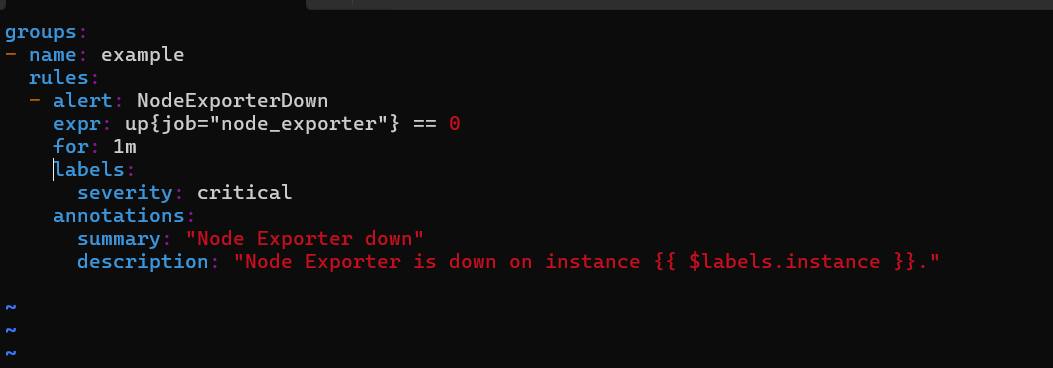 groups:
- name: example
  rules:
  - alert: NodeExporterDown
    expr: up{job="node_exporter"} == 0
    for: 1m
    labels:
      severity: critical
    annotations:
      summary: "Node Exporter down"
      description: "Node Exporter is down on instance {{ $labels.instance }}."
~
~
~